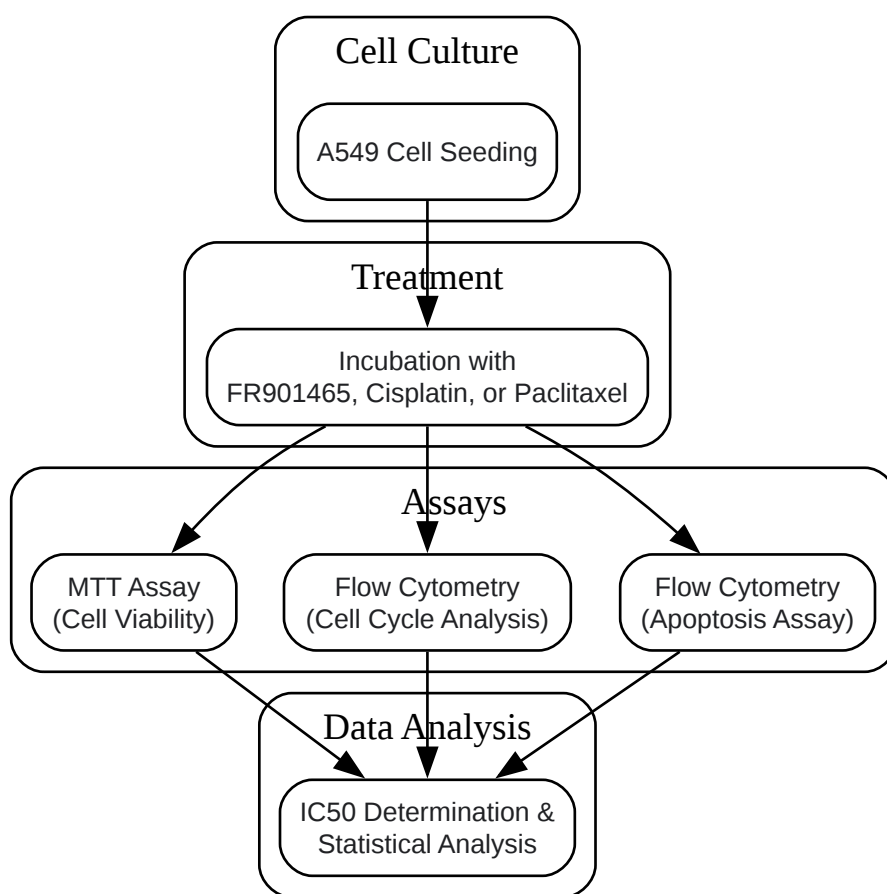 Cell Culture
A549 Cell Seeding
Treatment
Incubation with
FR901465, Cisplatin, or Paclitaxel
Assays
MTT Assay
(Cell Viability)
Flow Cytometry
(Cell Cycle Analysis)
Flow Cytometry
(Apoptosis Assay)
Data Analysis
IC50 Determination &
Statistical Analysis